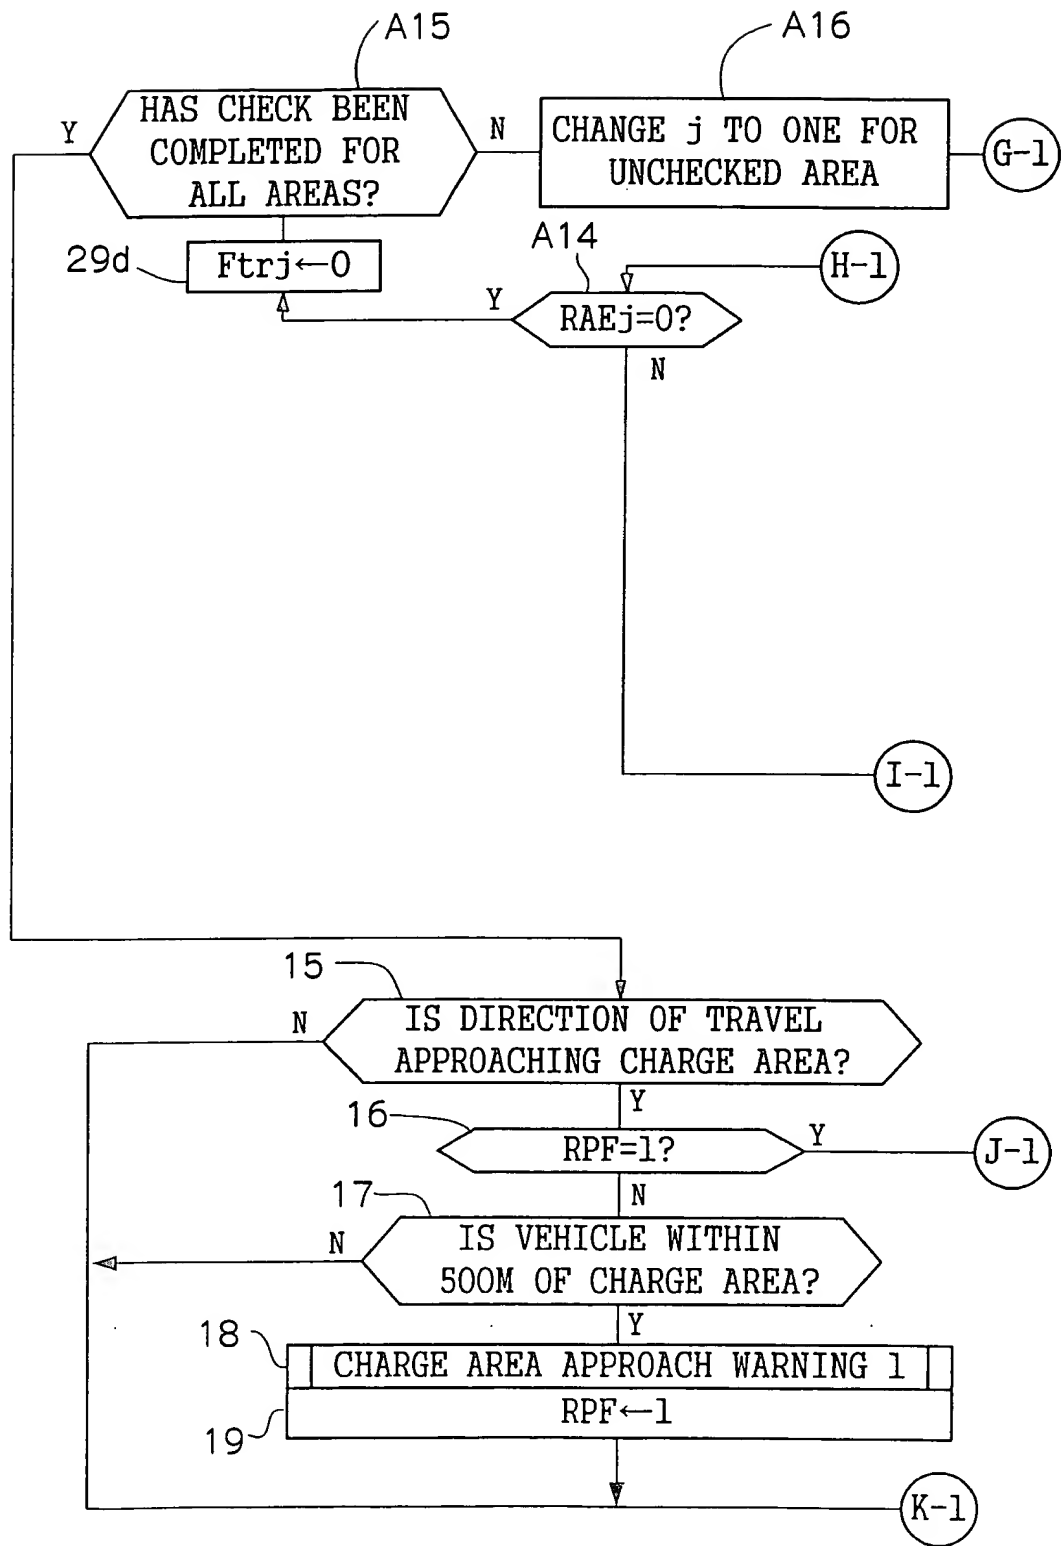 A15
A16
Y
HAS CHECK BEEN
COMPLETED FOR
ALL AREAS?
N
CHANGE j TO ONE FOR
UNCHECKED AREA
G-1
29d
Ftrj←0
A14
H-1
Y
RAEj=0?
N
I-1
15
N
IS DIRECTION OF TRAVEL
APPROACHING CHARGE AREA?
Y
16
RPF=1?
Y
J-1
N
17
N
IS VEHICLE WITHIN
500M OF CHARGE AREA?
Y
18
CHARGE AREA APPROACH WARNING 1
19
RPF←1
K-1